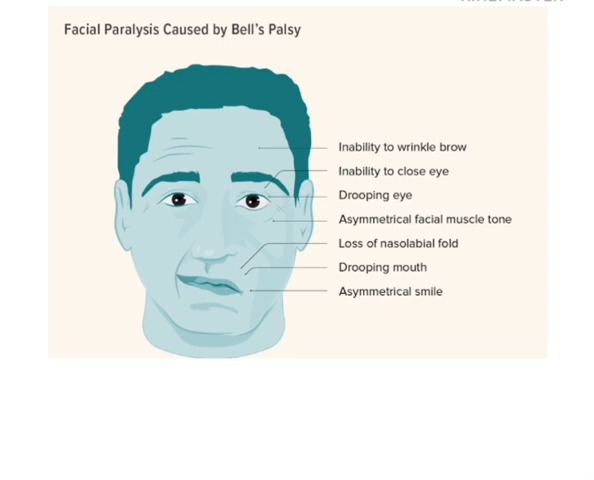 Facial Paralysis Caused by Bell's Palsy
Inability to wrinkle brow
Inability to close eye
Drooping eye
Asymmetrical facial muscle tone
Loss of nasolabial fold
Drooping mouth
Asymmetrical smile